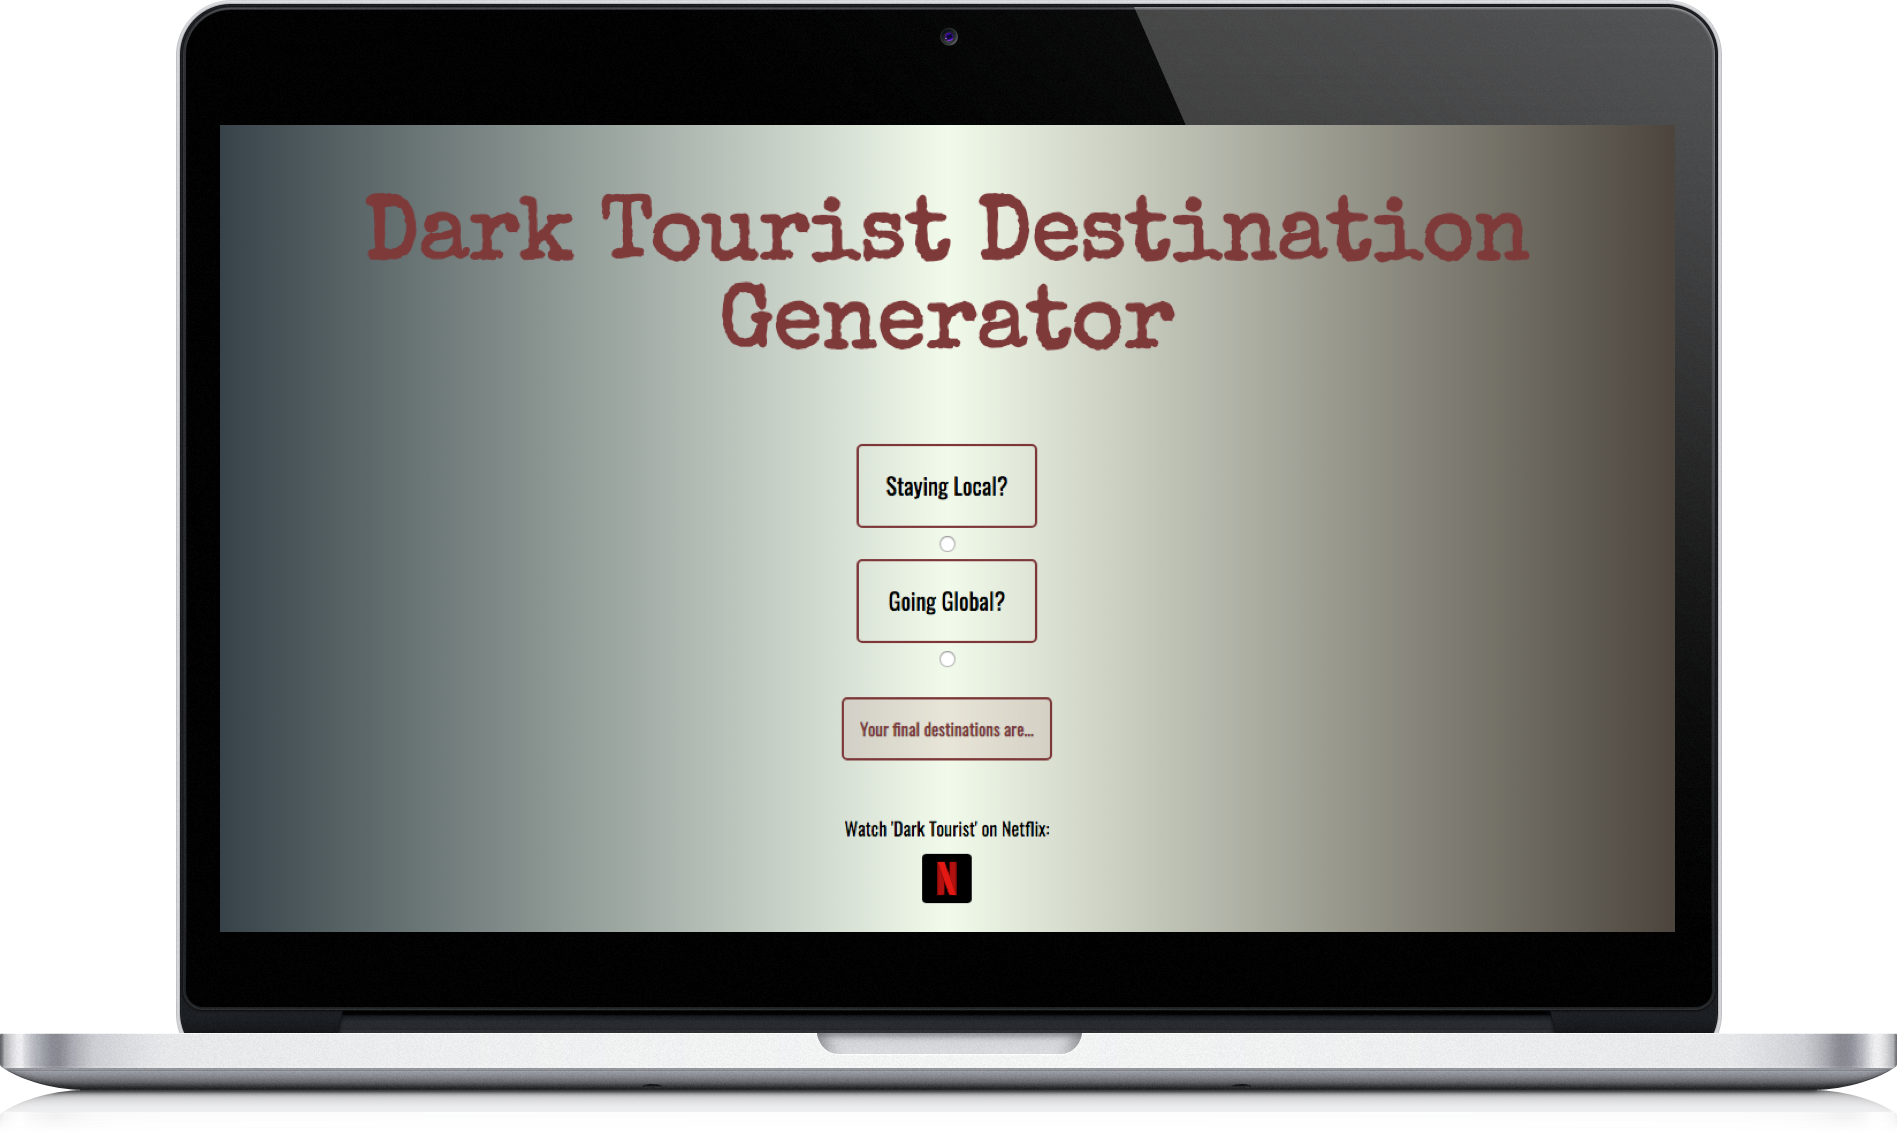 Dark Tourist Destination
Generator
Staying Local?
Going Global?
Your final destinations are...
Watch 'Dark Tourist' on Netflix:
N